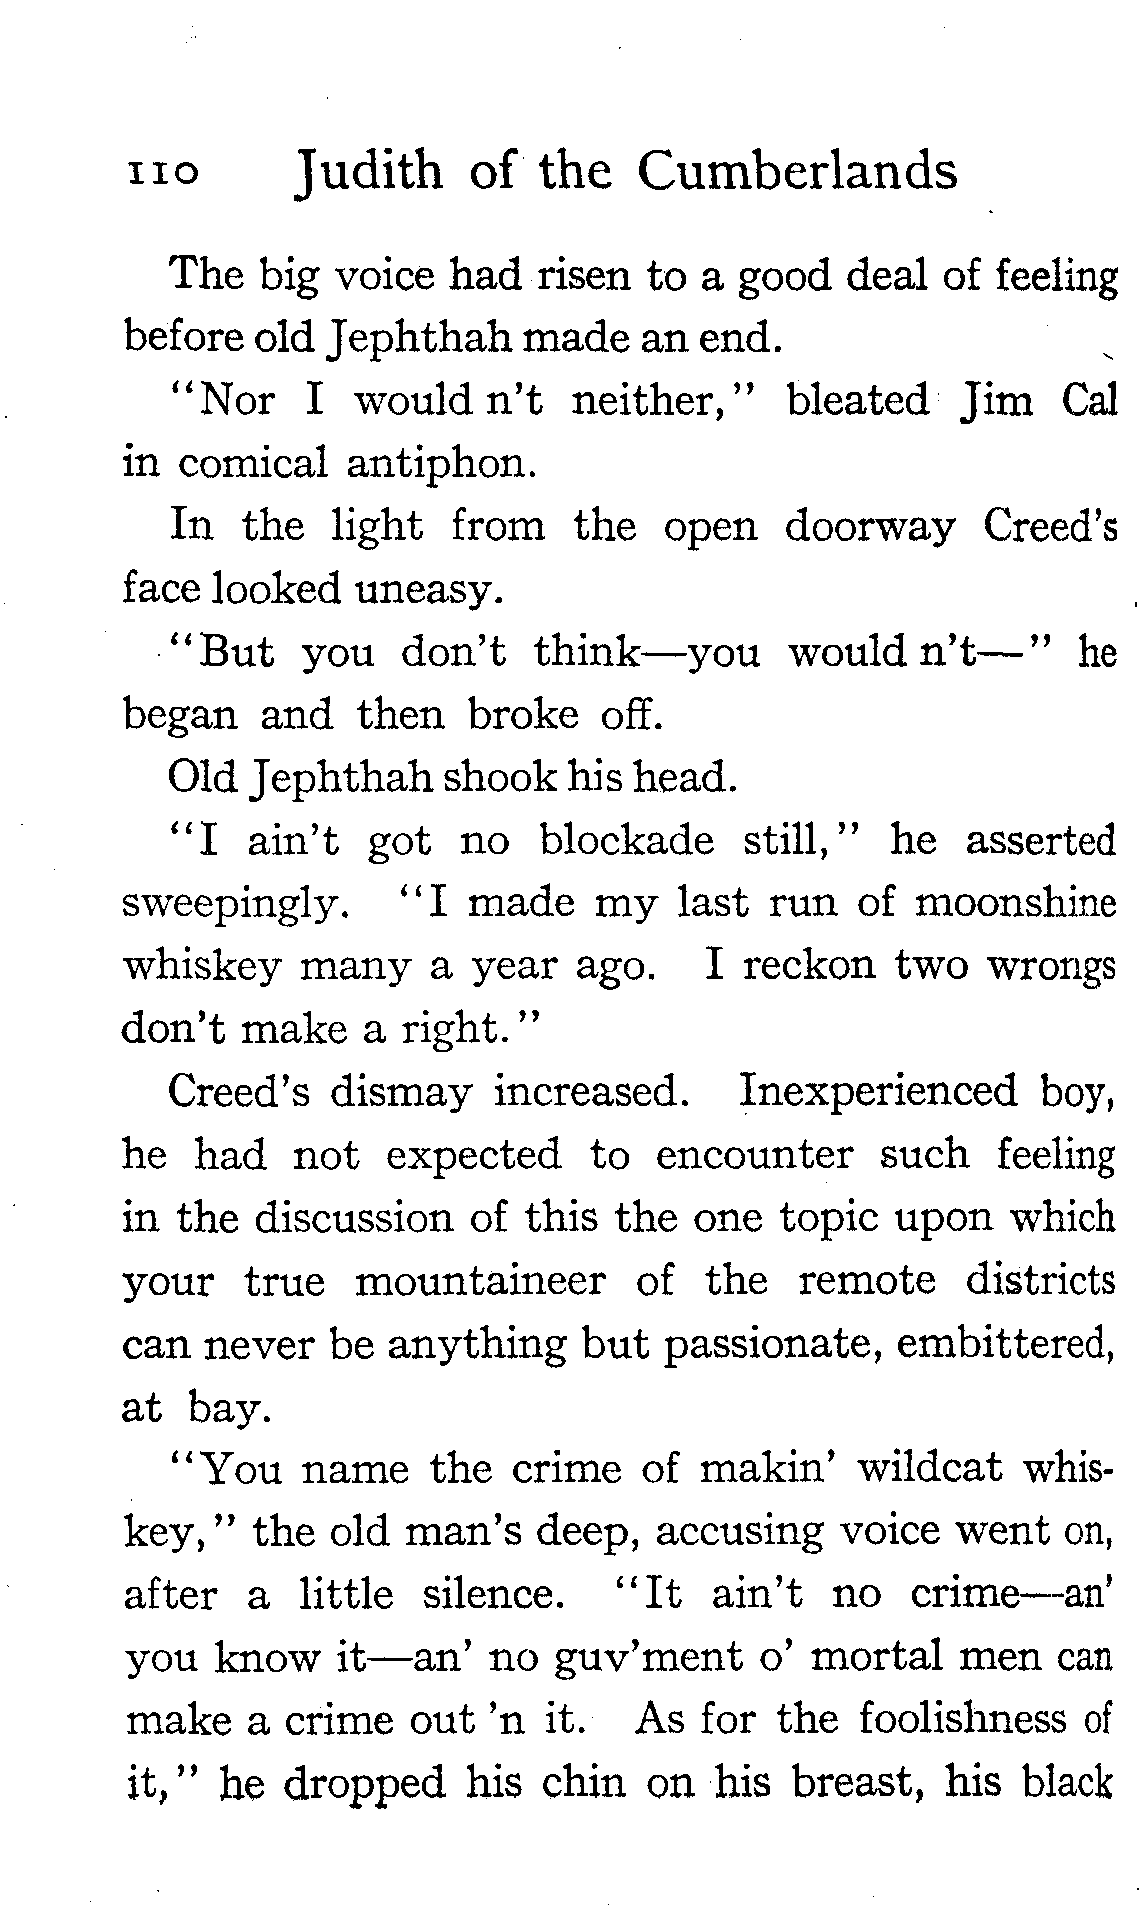 110 Judith of the Cumberlands
The big voice had risen to a good deal of feeling
before old Jephthah made an end.
"Nor I would n't neither," bleated Jim Cal
in comical antiphon.
In the light from the open doorway Creed's
face looked uneasy.
"But you don't think—you would n't—" he
began and then broke off.
Old Jephthah shook his head.
"I ain't got no blockade still," he asserted
sweepingly. "I made my last run of moonshine
whiskey many a year ago. I reckon two wrongs
don't make a right."
Creed's dismay increased. Inexperienced boy,
he had not expected to encounter such feeling
in the discussion of this the one topic upon which
your true mountaineer of the remote districts
can never be anything but passionate, embittered,
at bay.
"You name the crime of makin' wildcat whis-
key," the old man's deep, accusing voice went on,
after a little silence. "It ain't no crime—an'
you know it—an' no guv'ment o' mortal men can
make a crime out 'n it. As for the foolishness of
it," he dropped his chin on his breast, his black